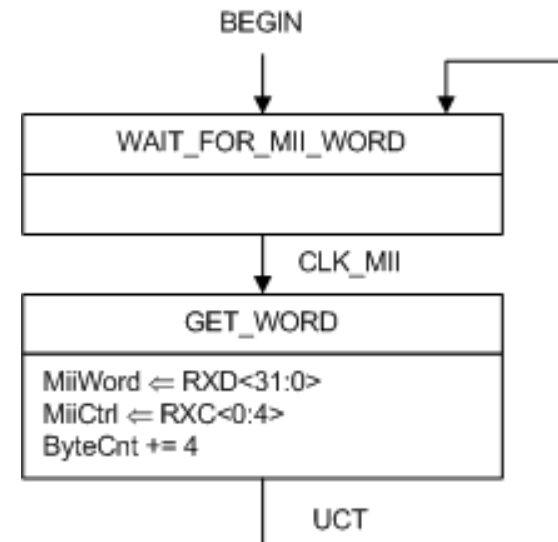 BEGIN
WAIT_FOR_MII_WORD
CLK_MII
GET_WORD
MiiWord ⇐ RXD<31:0>
MiiCtrl ⇐ RXC<0:4>
ByteCnt += 4
UCT